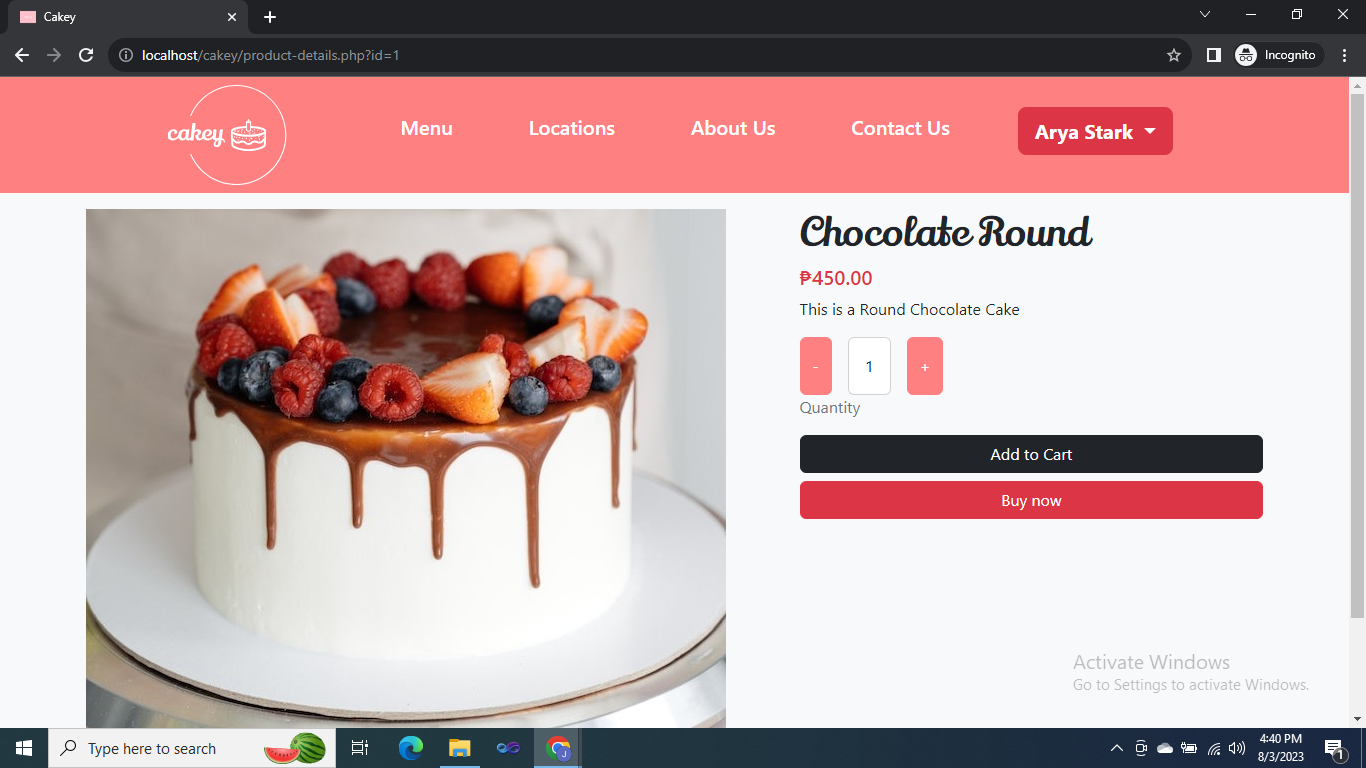 Cakey
localhost/cakey/product-details.php?id=1
Incognito
cakey
Menu
Locations
About Us
Contact Us
Arya Stark
Chocolate Round
₱450.00
This is a Round Chocolate Cake
-
1
+
Quantity
Add to Cart
Buy now
Activate Windows
Go to Settings to activate Windows.
Type here to search
J
4:40 PM
8/3/2023
1